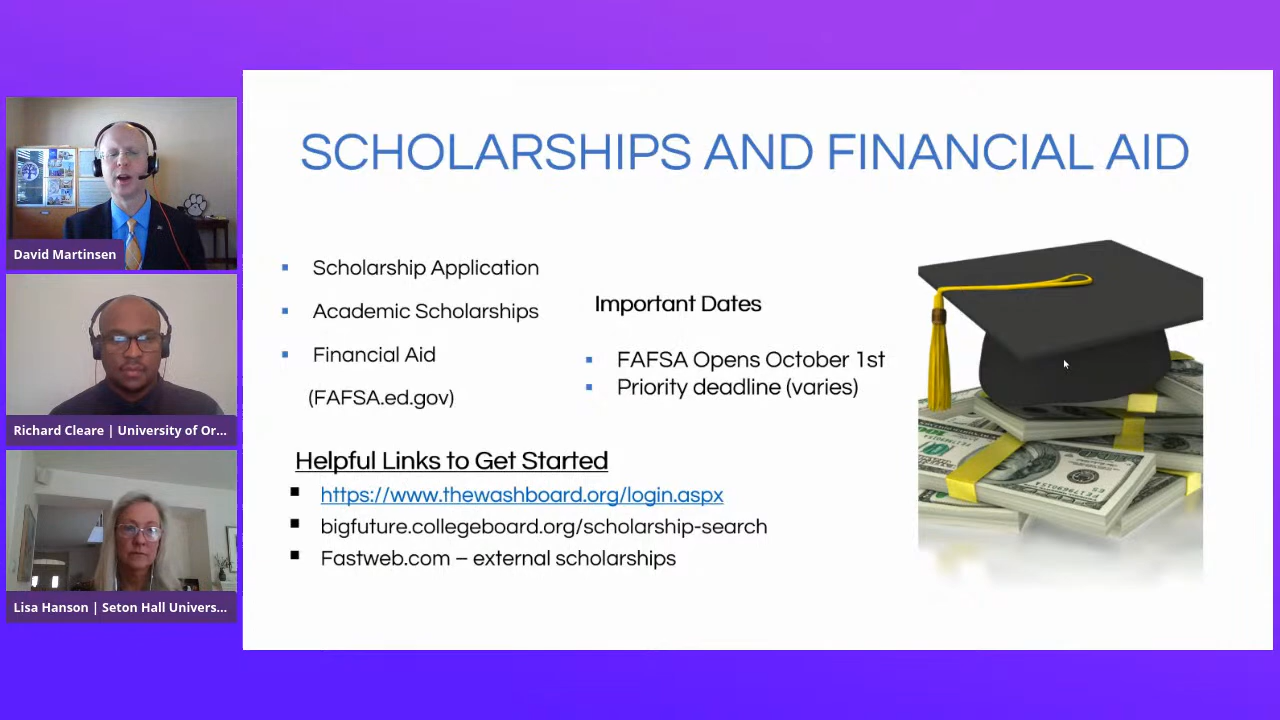 SCHOLARSHIPS AND FINANCIAL AID
David Martinsen
Richard Cleare | University of Or...
Lisa Hanson | Seton Hall Univers...
Scholarship Application
Academic Scholarships
Financial Aid
(FAFSA.ed.gov)
Important Dates
FAFSA Opens October 1st
Priority deadline (varies)
Helpful Links to Get Started
https://www.thewashboard.org/login.aspx
bigfuture.collegeboard.org/scholarship-search
Fastweb.com – external scholarships